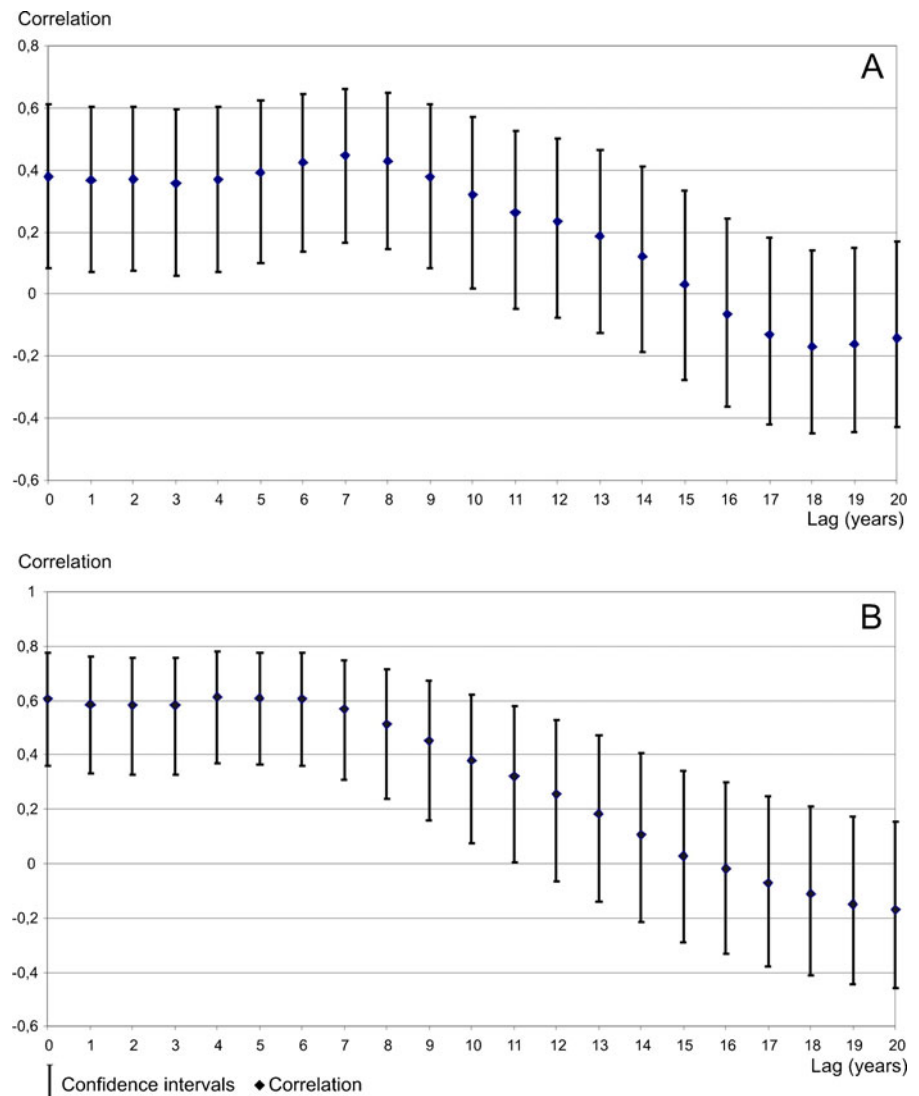 Correlation
A
0,8
0,6
0,4
0,2
0
-0,2
-0,4
-0,6
0 1 2 3 4 5 6 7 8 9 10 11 12 13 14 15 16 17 18 19 20
Lag (years)
Correlation
B
1
0,8
0,6
0,4
0,2
0
-0,2
-0,4
-0,6
0 1 2 3 4 5 6 7 8 9 10 11 12 13 14 15 16 17 18 19 20
Lag (years)
Confidence intervals Correlation